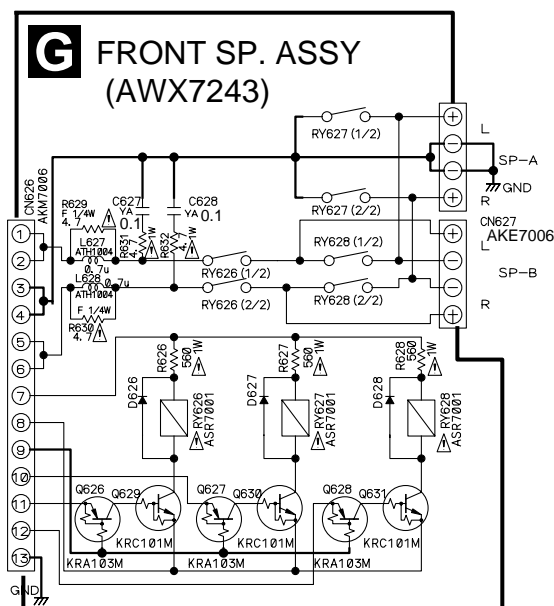 G FRONT SP. ASSY
(AWX7243)
RY627 (1/2)
L
SP-A
GND
R
RY627 (2/2)
CN626
AKM7006
R629
F 1/4W
4.7
C627
YA 0.1
C628
YA 0.1
R631
4.7
1W
R632
4.7
1W
CN627
AKE7006
L
SP-B
R
L627
ATH1004
0.7u
L628
ATH1004
0.7u
F 1/4W
R630
4.7
RY626 (1/2)
RY628 (1/2)
RY626 (2/2)
RY628 (2/2)
1
2
3
4
5
6
7
8
9
10
11
12
13
R626
560
1W
R627
560
1W
R628
560
1W
D626
RY626
ASR7001
D627
RY627
ASR7001
D628
RY628
ASR7001
Q626
Q629
Q627
Q630
Q628
Q631
KRC101M
KRC101M
KRC101M
KRA103M
KRA103M
KRA103M
GND